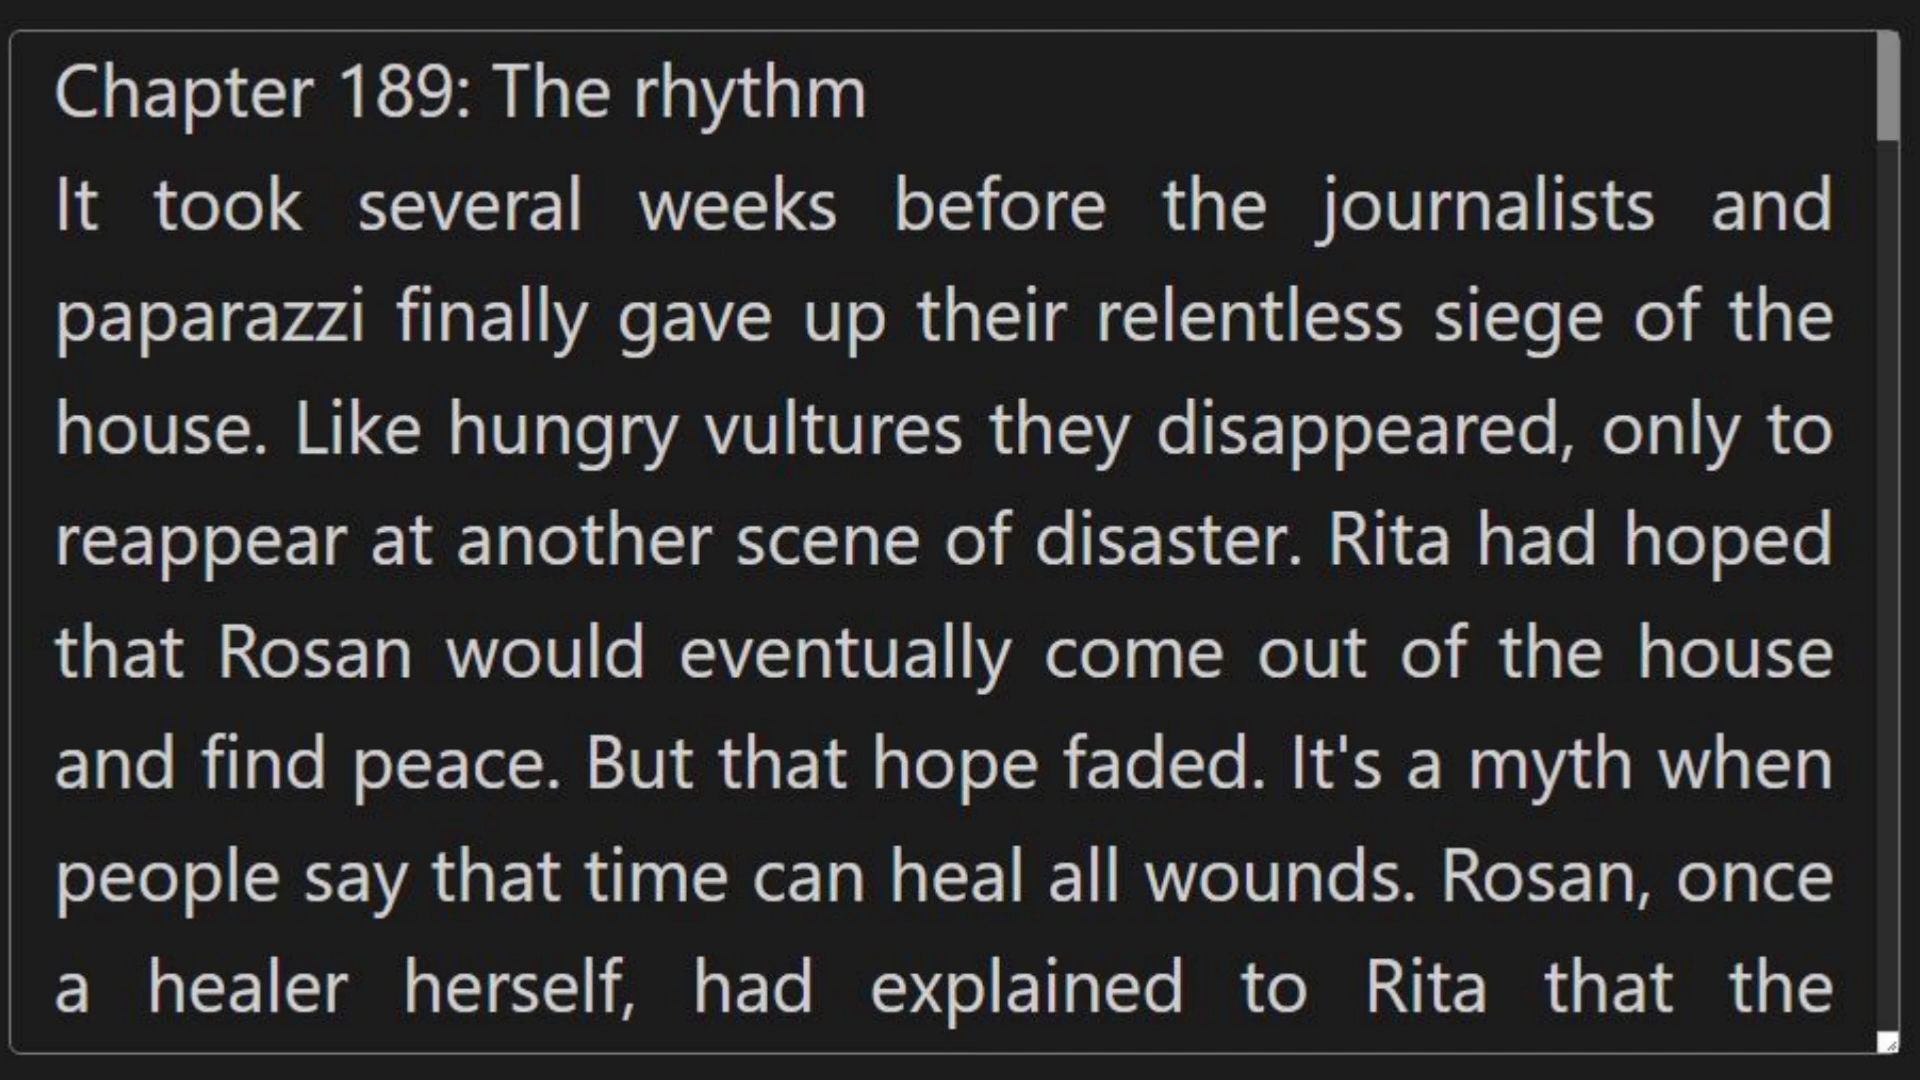 Chapter 189: The rhythm
It took several weeks before the journalists and
paparazzi finally gave up their relentless siege of the
house. Like hungry vultures they disappeared, only to
reappear at another scene of disaster. Rita had hoped
that Rosan would eventually come out of the house
and find peace. But that hope faded. It's a myth when
people say that time can heal all wounds. Rosan, once
a healer herself, had explained to Rita that the